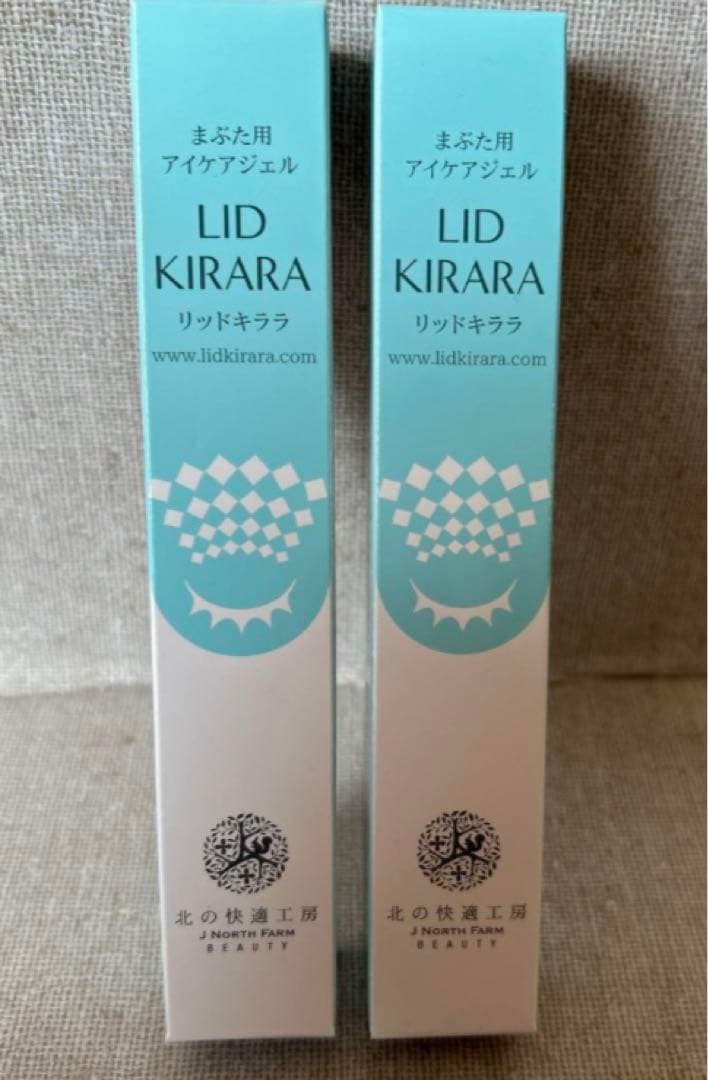 まぶた用
アイケアジェル
LID
KIRARA
リッドキララ
www.lidkirara.com
北の快適工房
J NORTH FARM
BEAUTY
まぶた用
アイケアジェル
LID
KIRARA
リッドキララ
www.lidkirara.com
北の快適工房
J NORTH FARM
BEAUTY